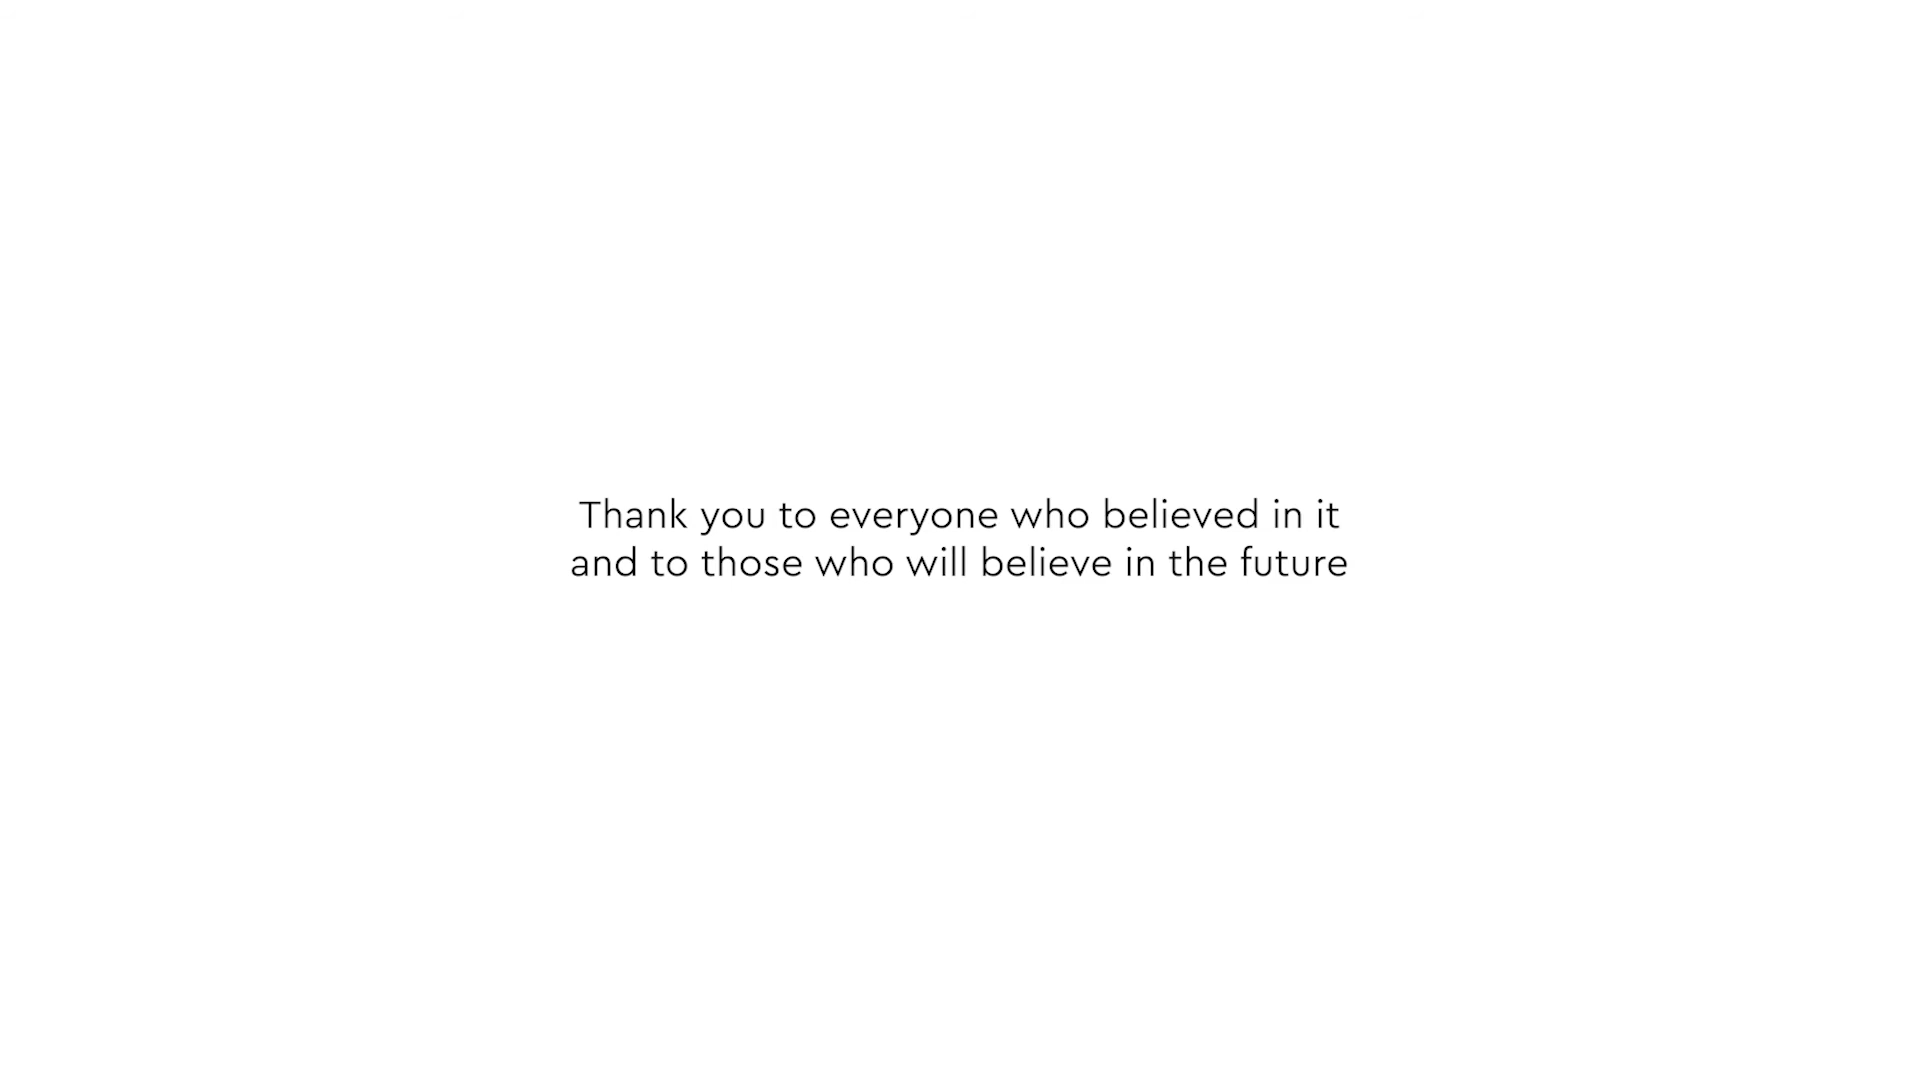 Thank you to everyone who believed in it
and to those who will believe in the future